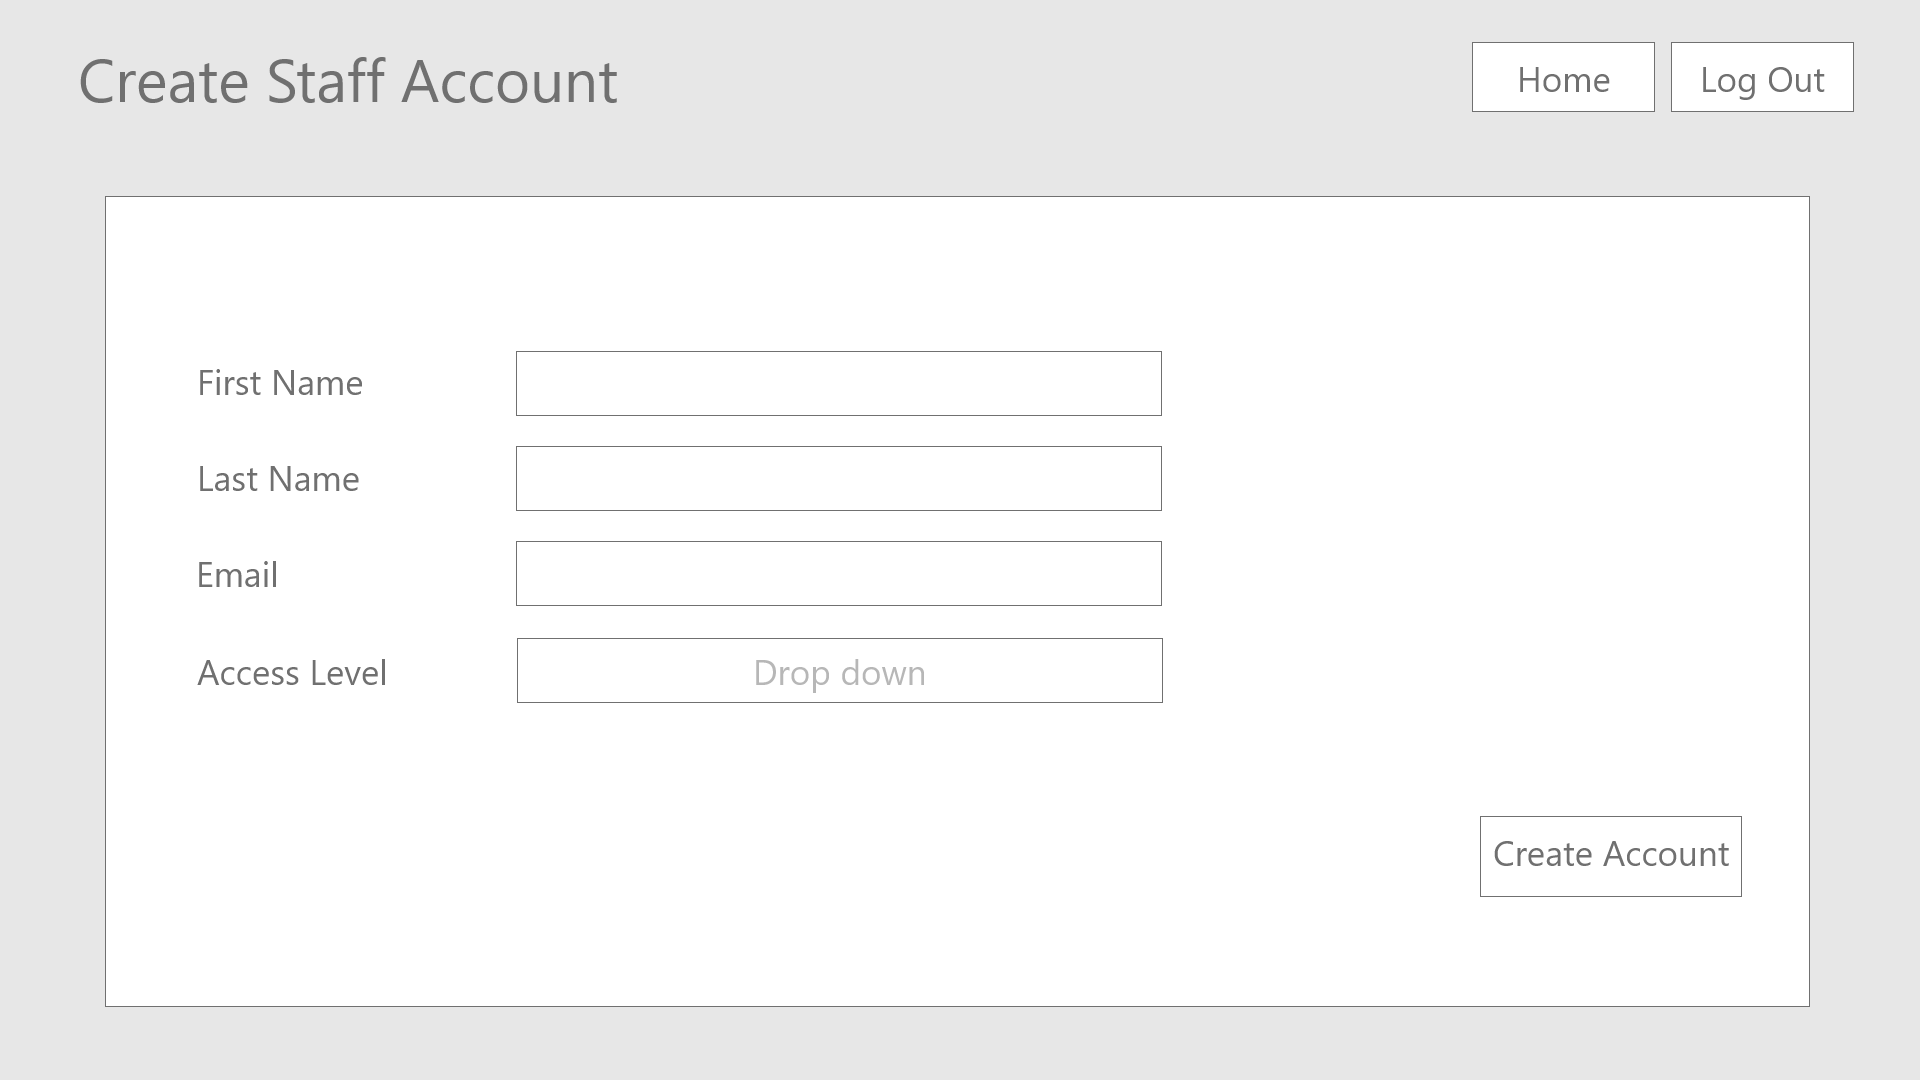 Create Staff Account
Home
Log Out
First Name
Last Name
Email
Access Level
Drop down
Create Account